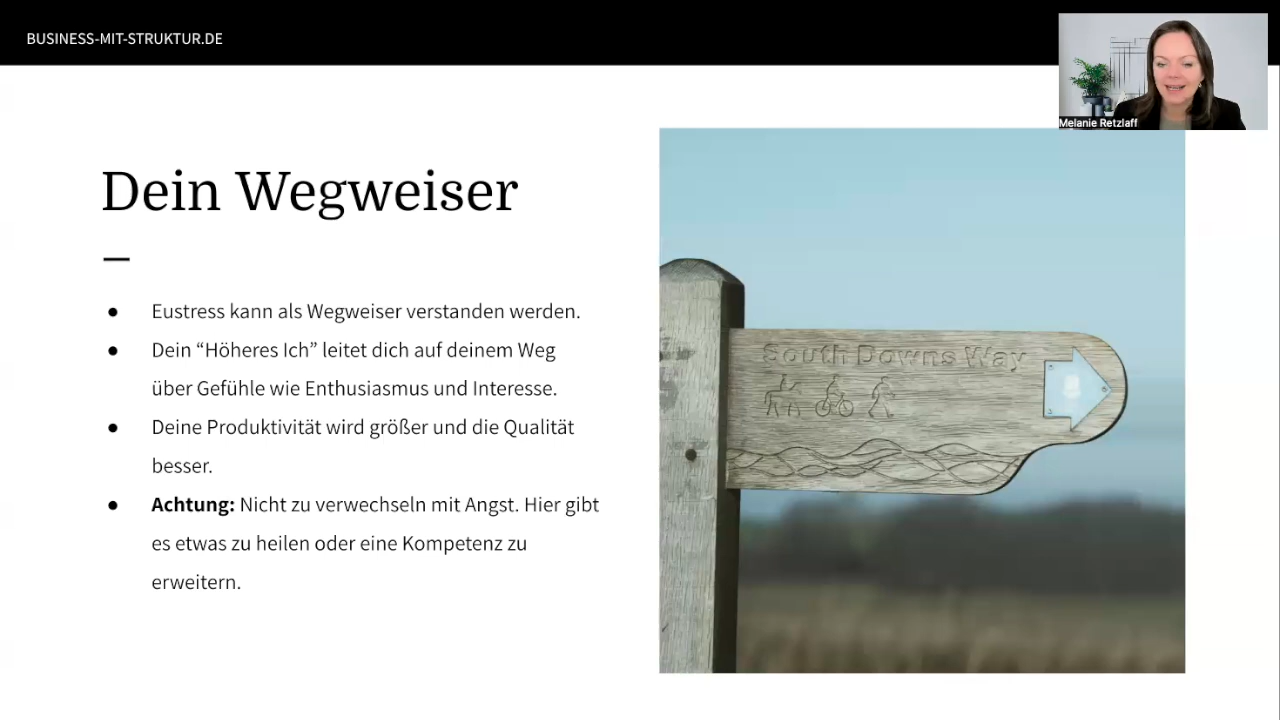 BUSINESS-MIT-STRUKTUR.DE
Melanie Retzlaff
Dein Wegweiser
● Eustress kann als Wegweiser verstanden werden.
● Dein “Höheres Ich” leitet dich auf deinem Weg
über Gefühle wie Enthusiasmus und Interesse.
● Deine Produktivität wird größer und die Qualität
besser.
● Achtung: Nicht zu verwechseln mit Angst. Hier gibt
es etwas zu heilen oder eine Kompetenz zu
erweitern.
South Downs Way